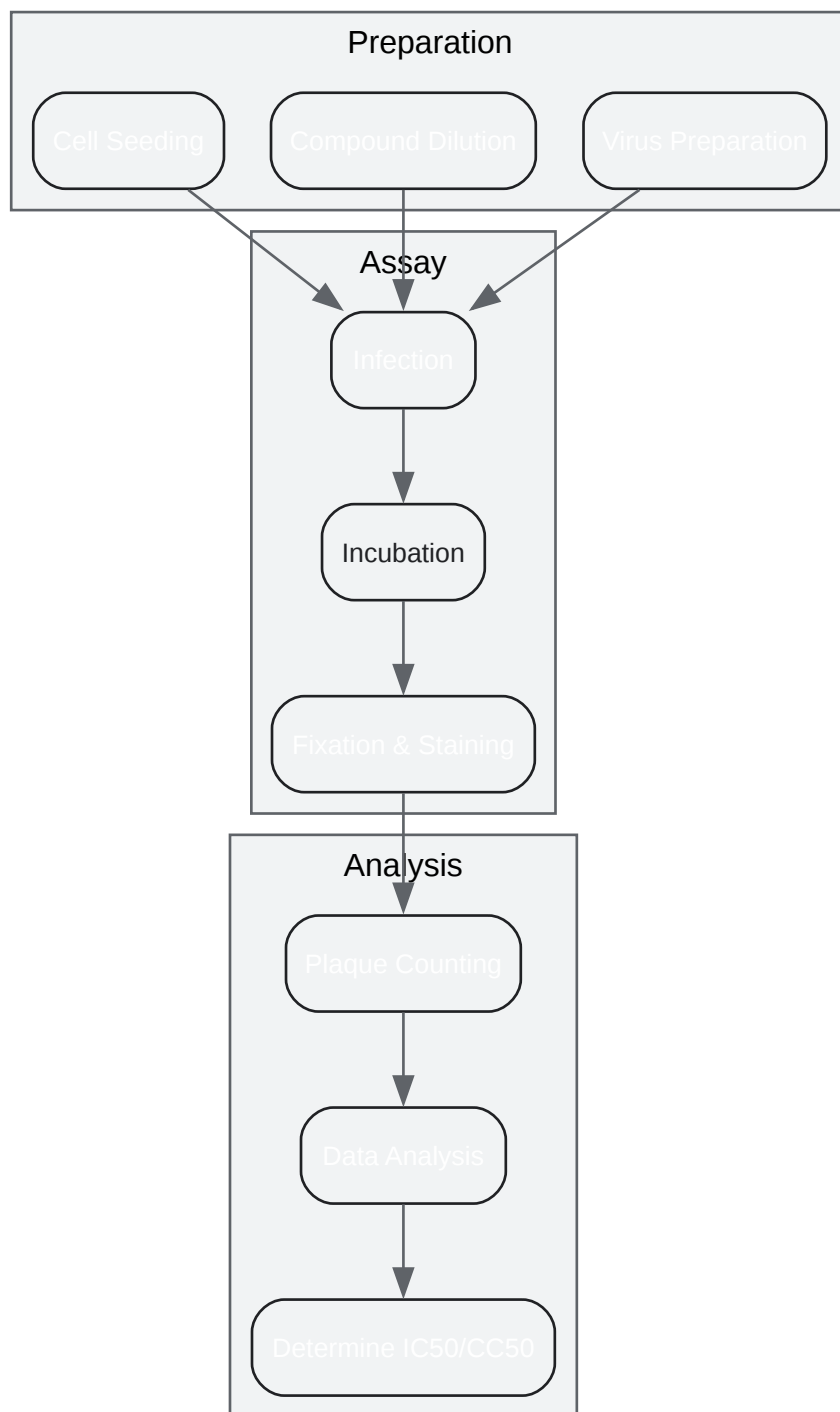 Preparation
Cell Seeding
Compound Dilution
Virus Preparation
Assay
Infection
Incubation
Fixation & Staining
Analysis
Plaque Counting
Data Analysis
Determine IC50/CC50